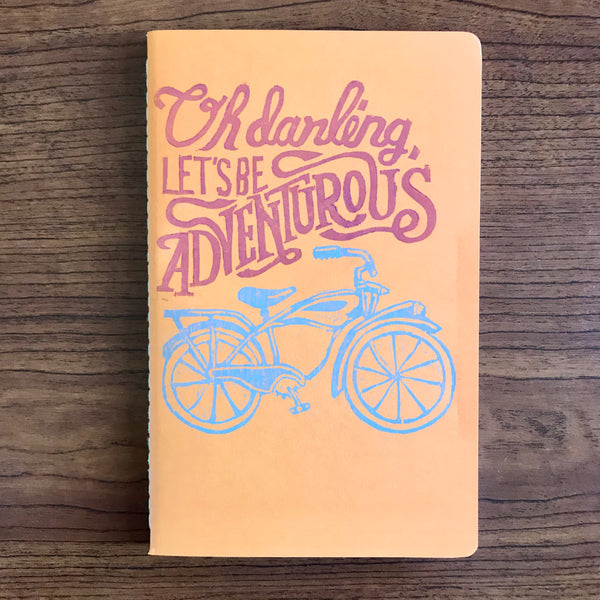 Oh darling,
LET'S BE
ADVENTUROUS